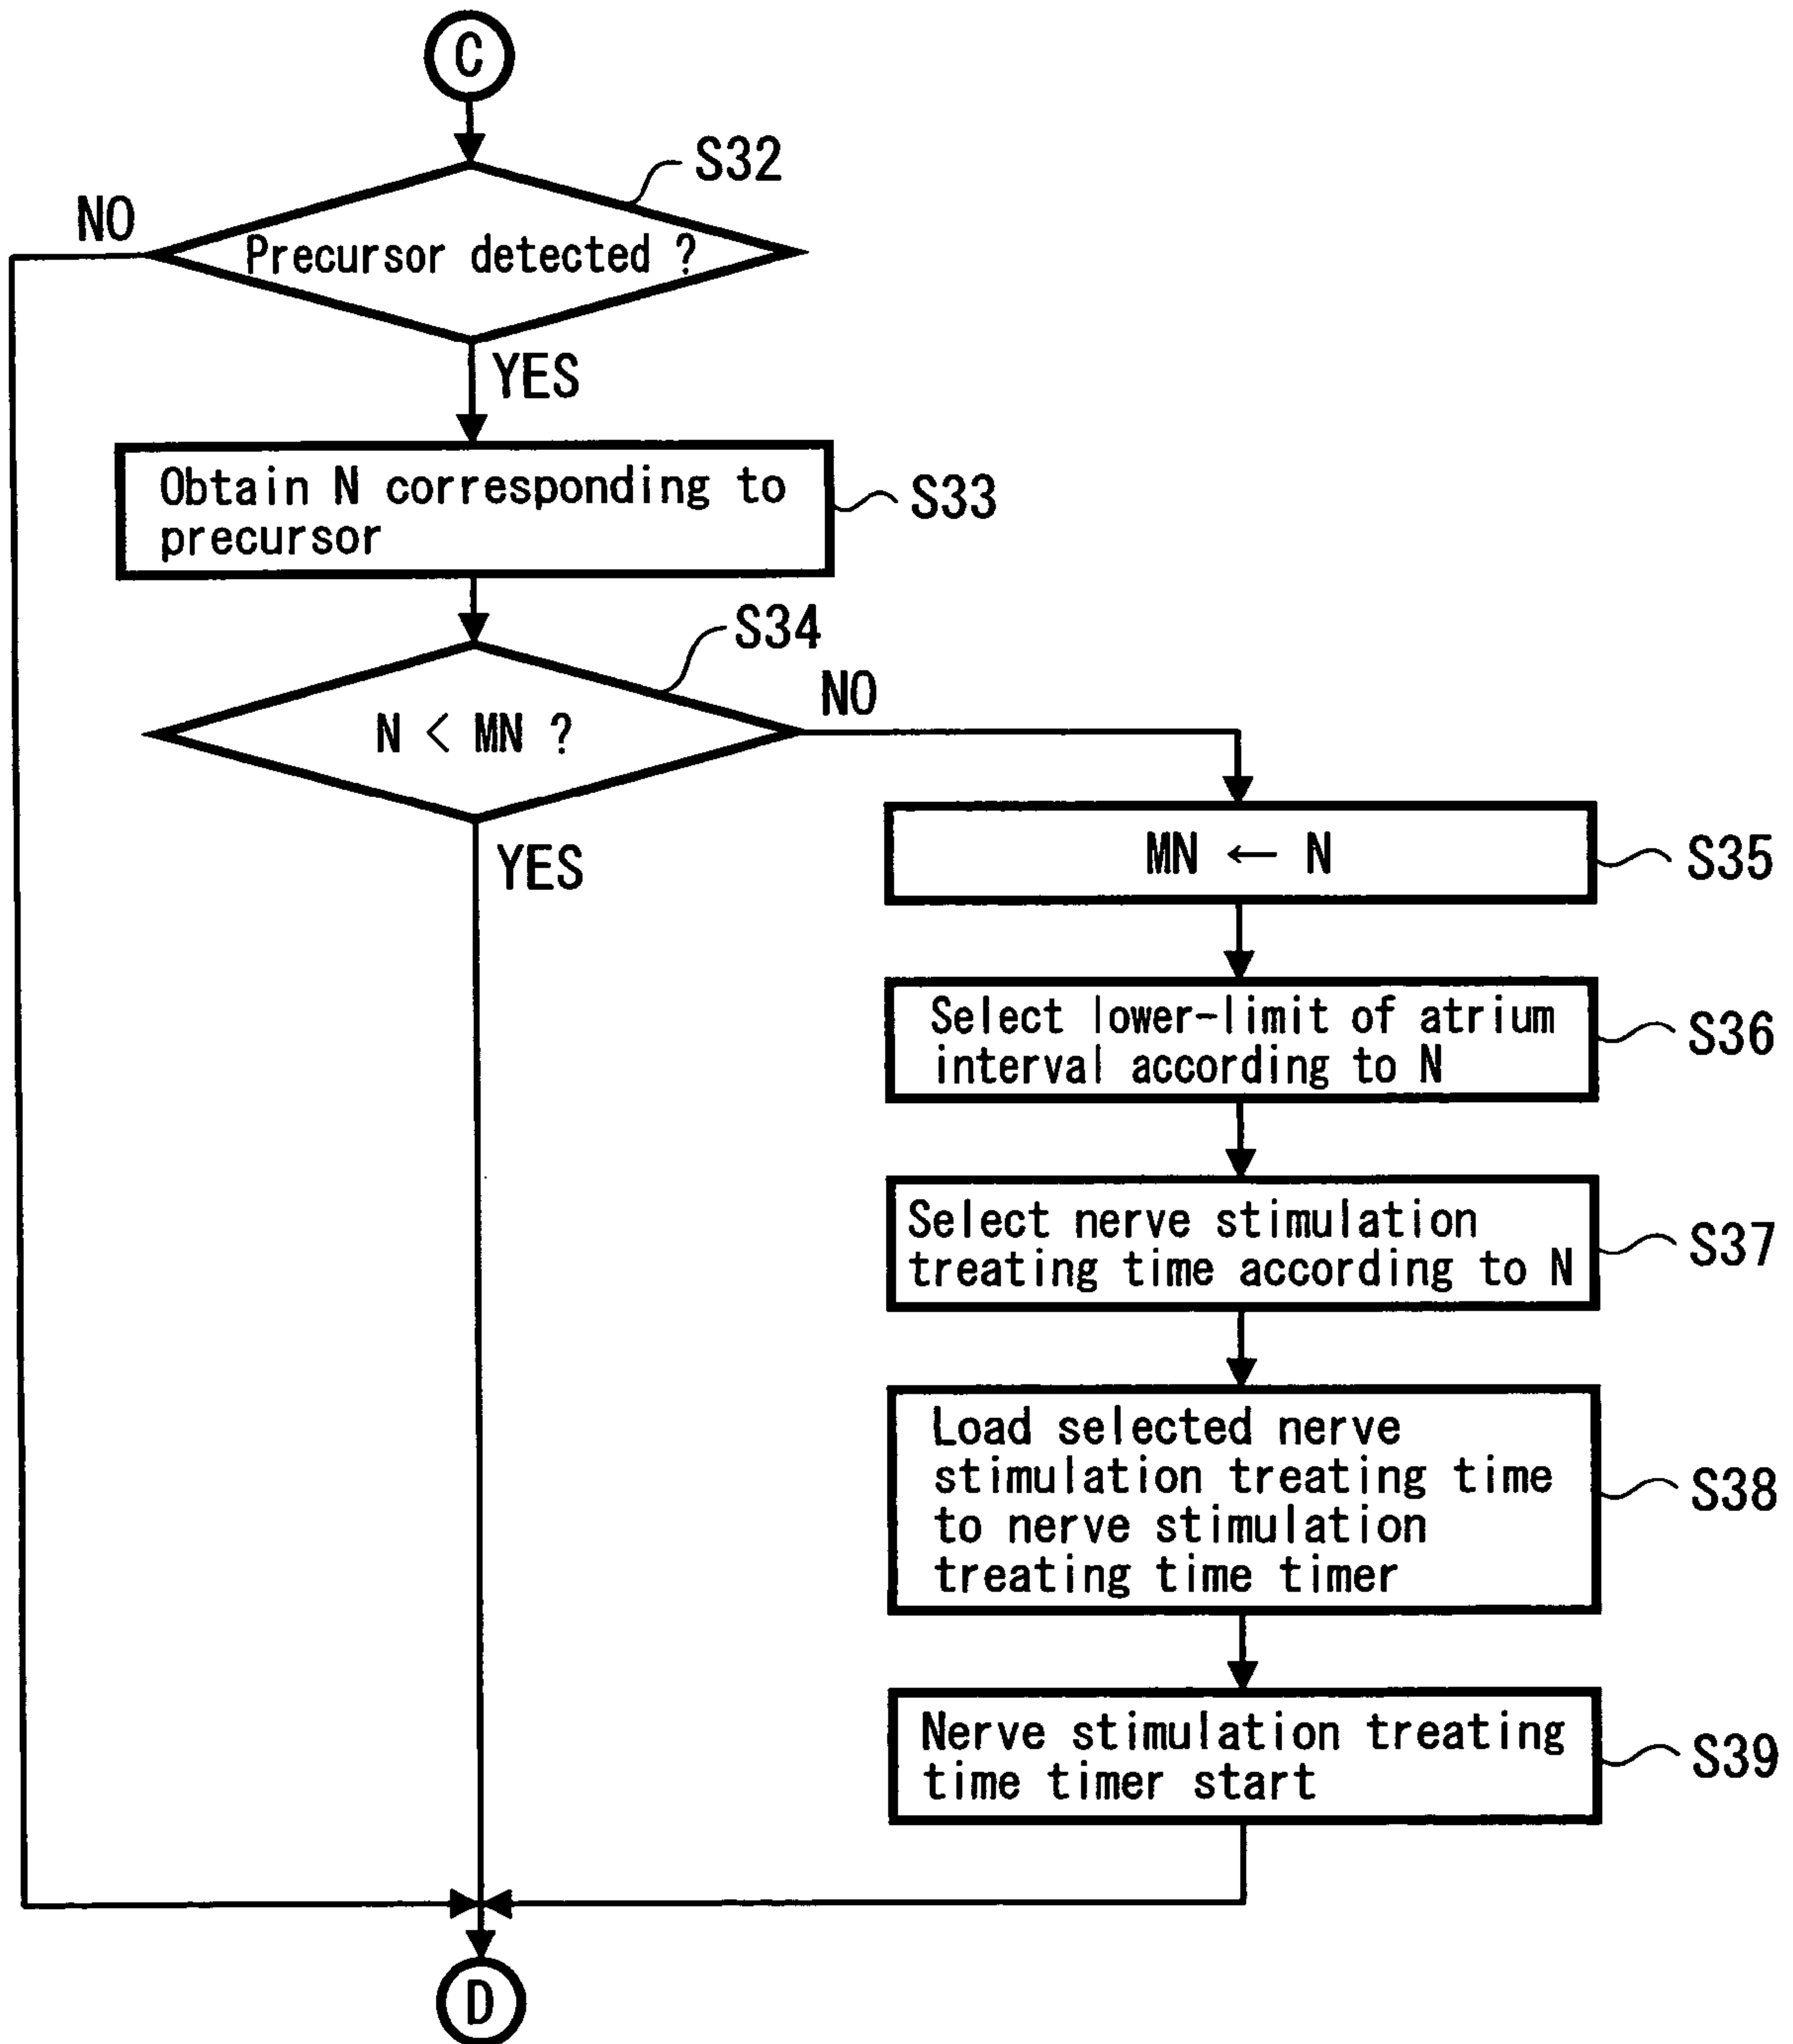 C
S32
NO
Precursor detected ?
YES
Obtain N corresponding to
precursor
S33
S34
NO
N < MN ?
YES
MN ← N
S35
Select lower-limit of atrium
interval according to N
S36
Select nerve stimulation
treating time according to N
S37
Load selected nerve
stimulation treating time
to nerve stimulation
treating time timer
S38
Nerve stimulation treating
time timer start
S39
D